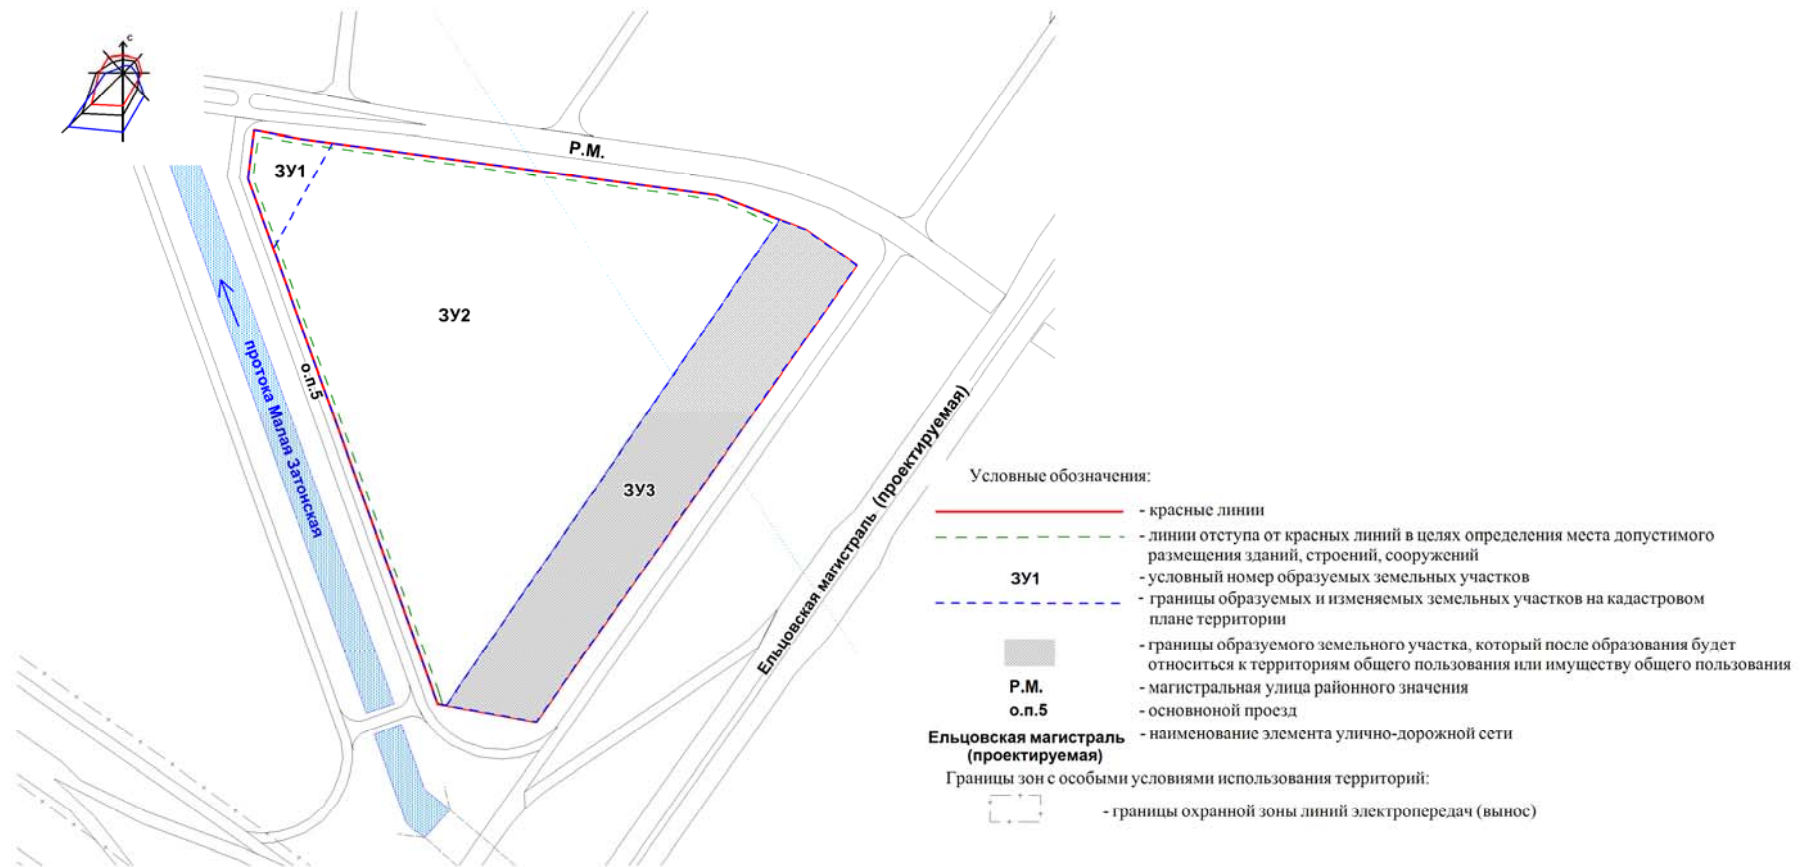 с
Р.М.
ЗУ1
ЗУ2
о.п.5
протока Малая Затонская
ЗУ3
Ельцовская магистраль (проектируемая)
Условные обозначения:
- красные линии
- линии отступа от красных линий в целях определения места допустимого
размещения зданий, строений, сооружений
ЗУ1 - условный номер образуемых земельных участков
- границы образуемых и изменяемых земельных участков на кадастровом
плане территории
- границы образуемого земельного участка, который после образования будет
относиться к территориям общего пользования или имуществу общего пользования
Р.М. - магистральная улица районного значения
о.п.5 - основноной проезд
Ельцовская магистраль - наименование элемента улично-дорожной сети
(проектируемая)
Границы зон с особыми условиями использования территорий:
- границы охранной зоны линий электропередач (вынос)